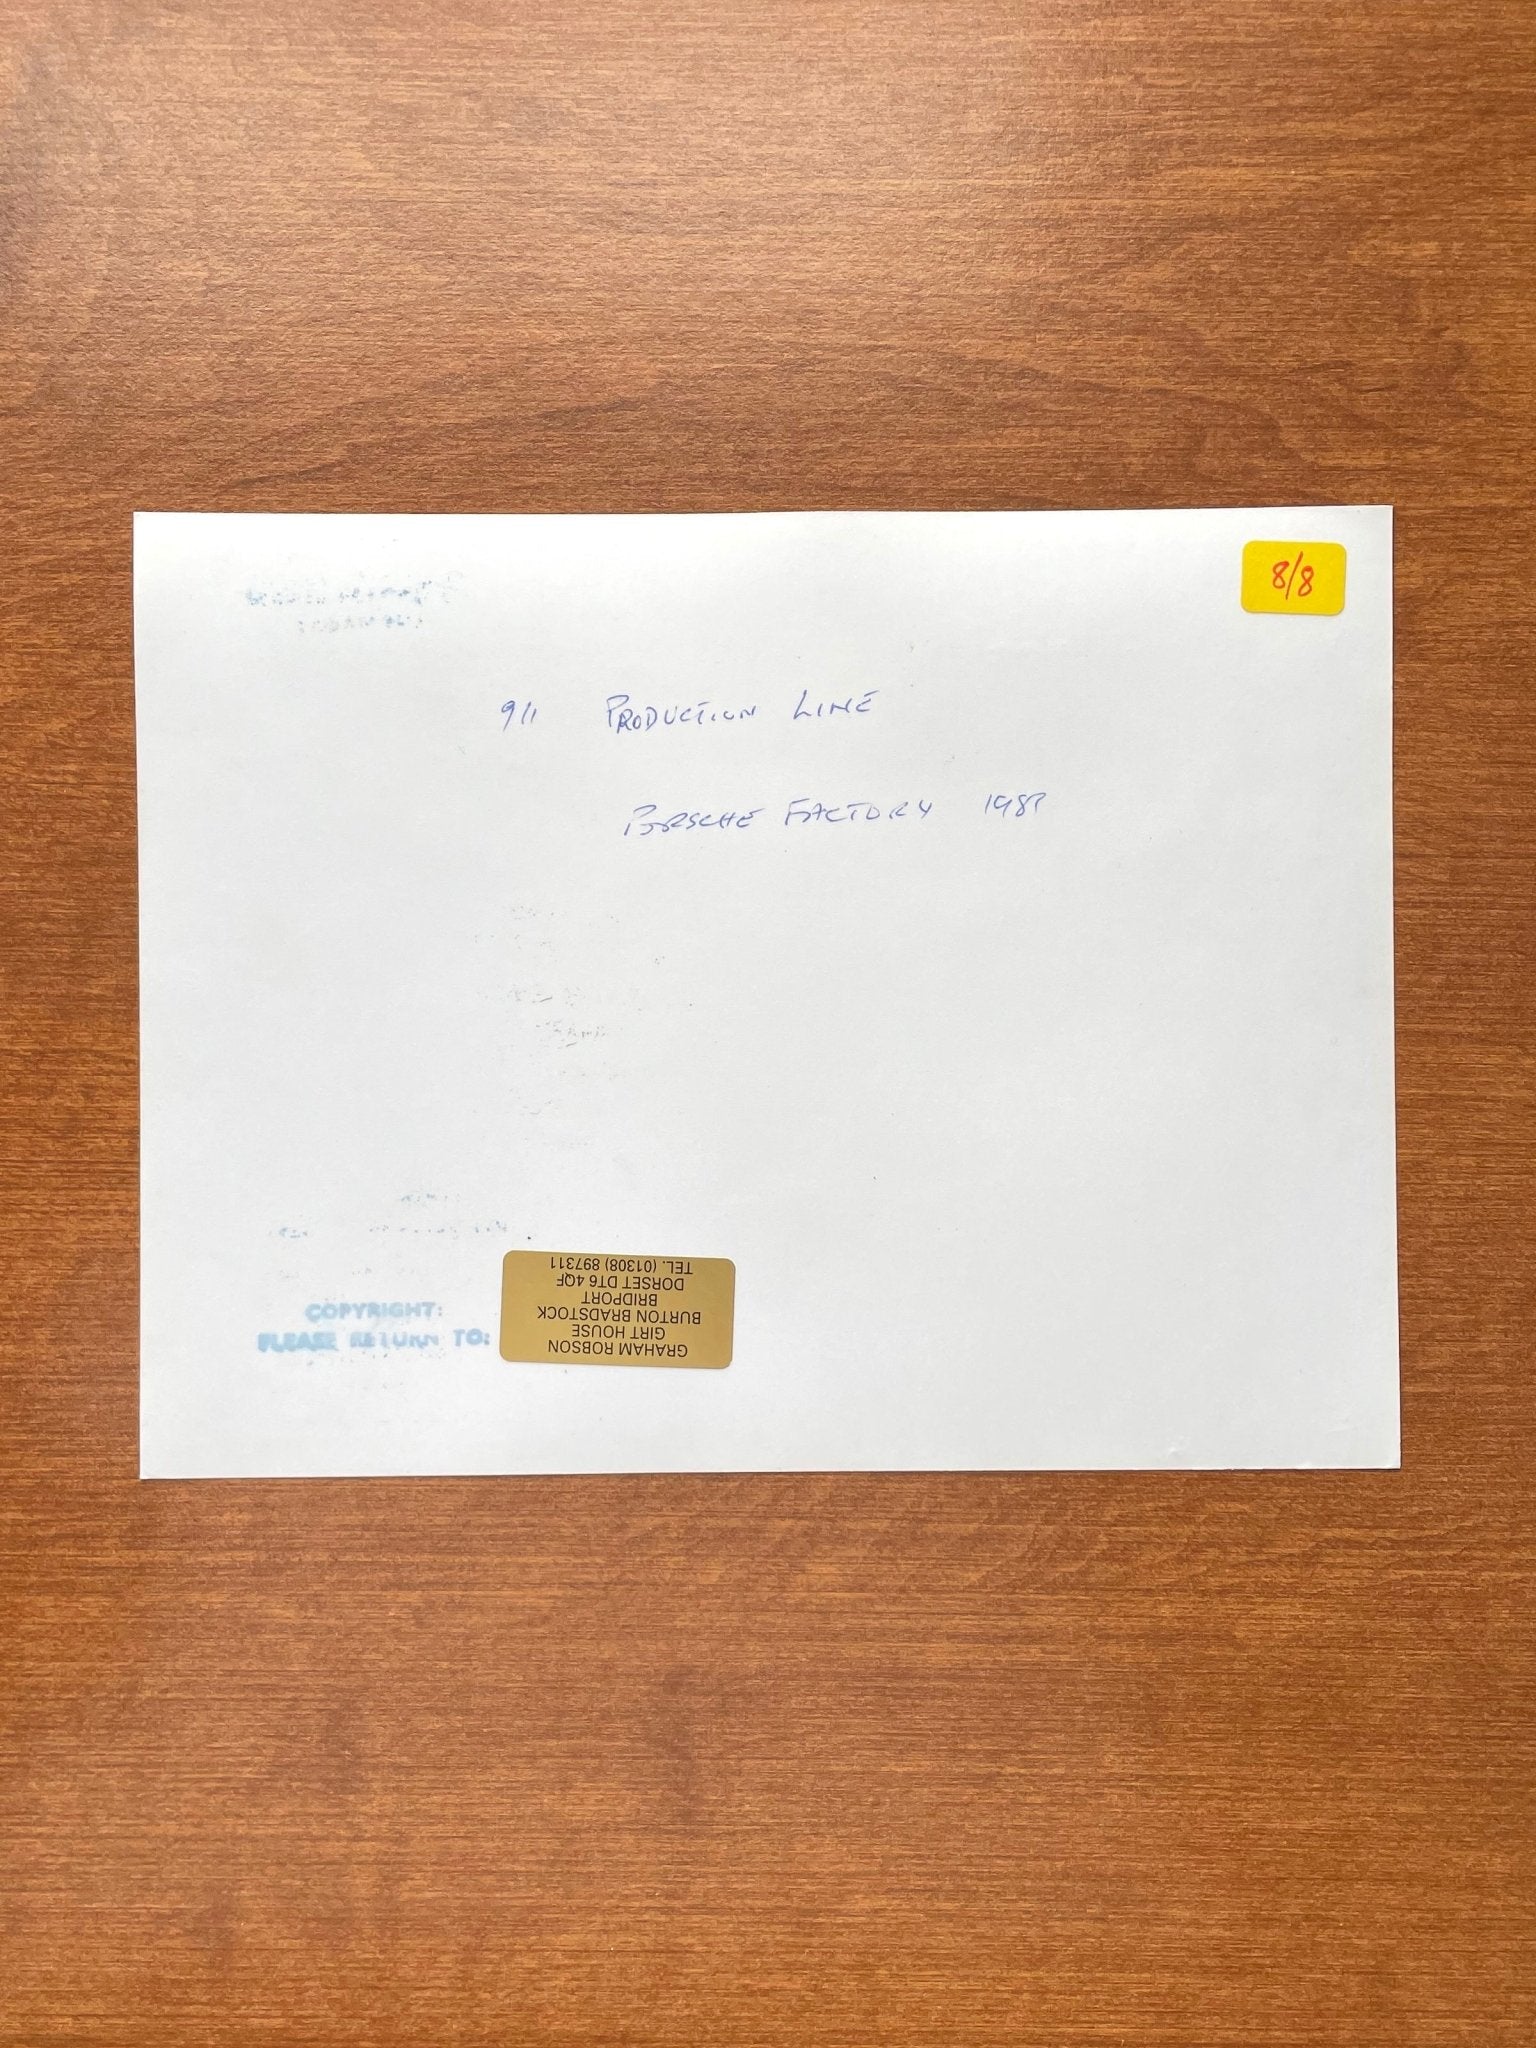 8/8
911 PRODUCTION LINE
PORSCHE FACTORY
COPYRIGHT:
PLEASE RETURN TO:
GRAHAM ROBSON
GIRT HOUSE
BURTON BRADSTOCK
BRIDPORT
DORSET DT6 4QF
TEL. (01308) 897311